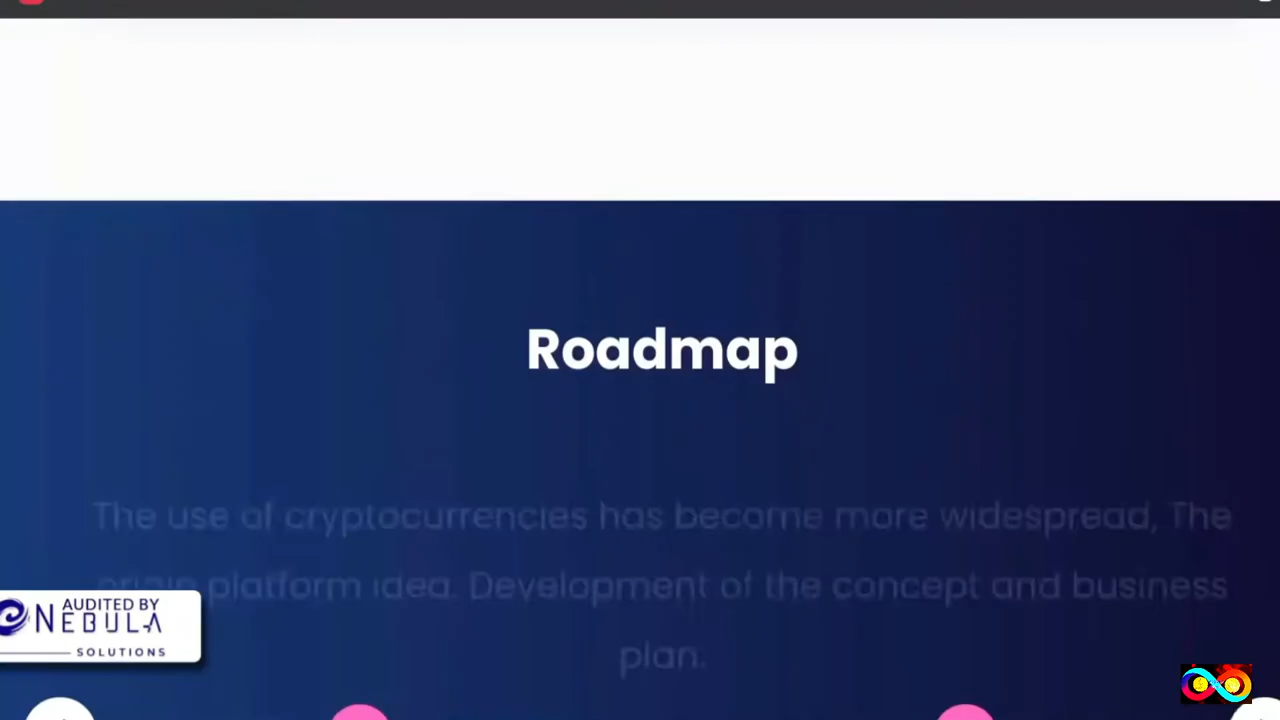 Roadmap
The use of cryptocurrencies has become more widespread, The
origin platform idea. Development of the concept and business
plan.
AUDITED BY
NEBULA
SOLUTIONS